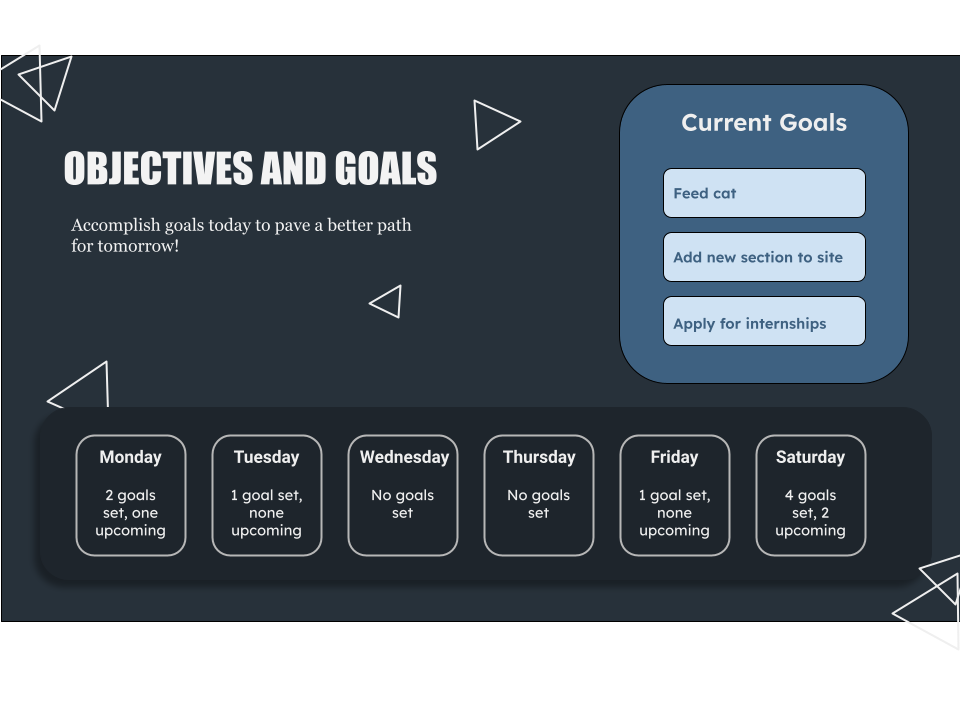 OBJECTIVES AND GOALS
Accomplish goals today to pave a better path
for tomorrow!
Current Goals
Feed cat
Add new section to site
Apply for internships
Monday
2 goals
set, one
upcoming
Tuesday
1 goal set,
none
upcoming
Wednesday
No goals
set
Thursday
No goals
set
Friday
1 goal set,
none
upcoming
Saturday
4 goals
set, 2
upcoming